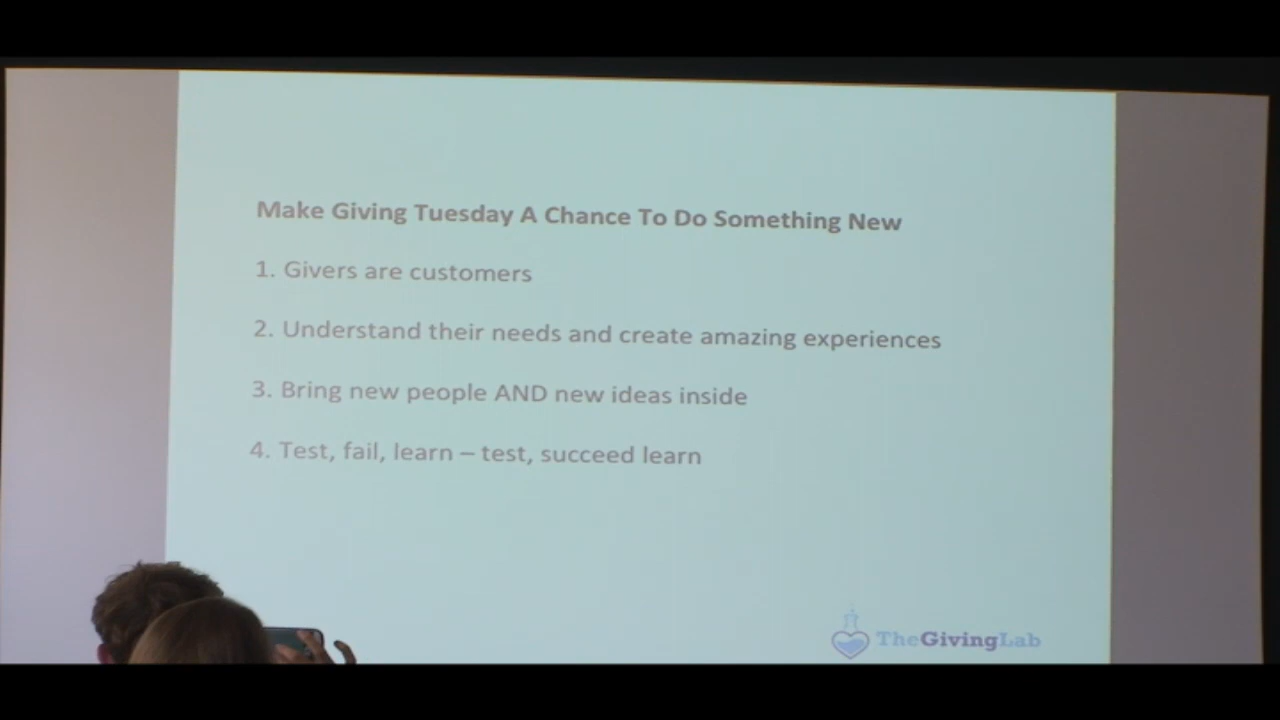 Make Giving Tuesday A Chance To Do Something New
1. Givers are customers
2. Understand their needs and create amazing experiences
3. Bring new people AND new ideas inside
4. Test, fail, learn – test, succeed learn
TheGivingLab